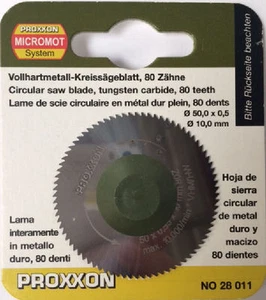 PROXXON
MICROMOT
System
Vollhartmetall-Kreissägeblatt, 80 Zähne
Circular saw blade, tungsten carbide, 80 teeth
Lame de scie circulaire en métal dur plein, 80 dents
Ø 50,0 x 0,5
Ø 10,0 mm
Bitte Rückseite beachten
PROXXON
Hoja de
sierra
circular de
metal duro
y macizo
80 dientes
Lama
interamente
in metallo
duro, 80 denti
PROXXON
NO 28 011